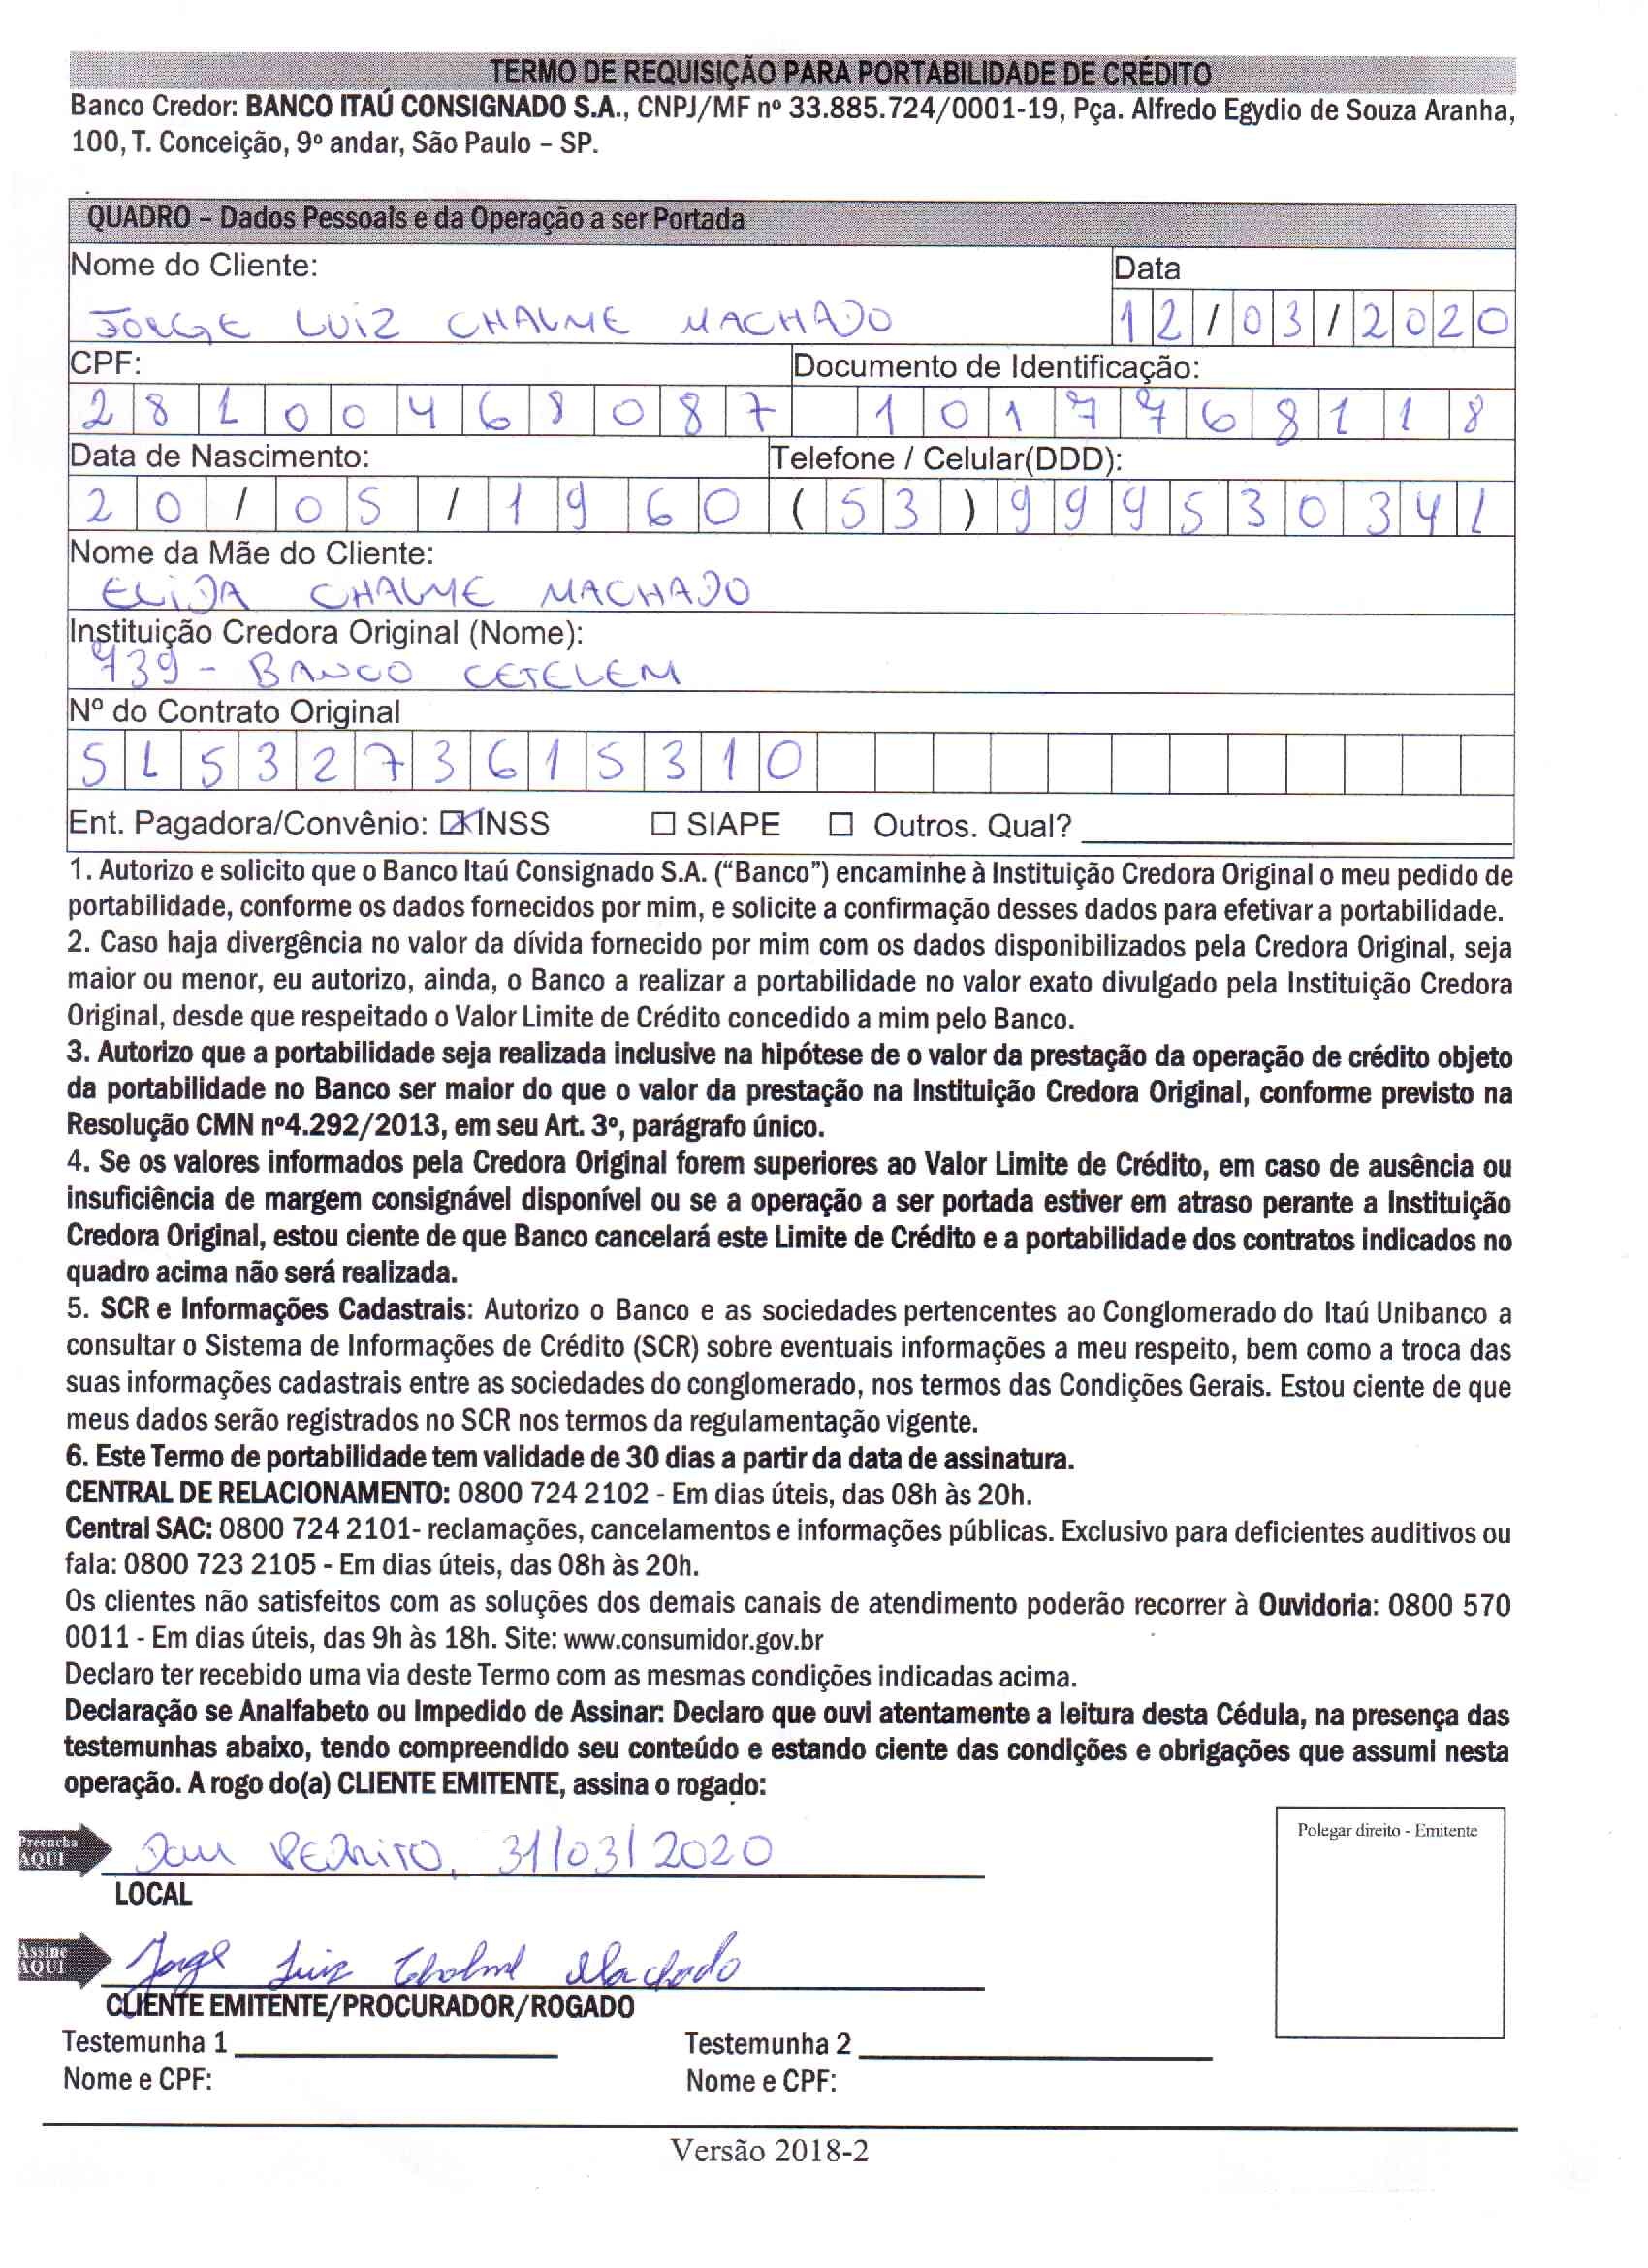 TERMO DE REQUISIÇÃO PARA PORTABILIDADE DE CRÉDITO
Banco Credor: BANCO ITAÚ CONSIGNADO S.A., CNPJ/MF nº 33.885.724/0001-19, Pça. Alfredo Egydio de Souza Aranha,
100, T. Conceição, 9º andar, São Paulo – SP.
QUADRO – Dados Pessoais e da Operação a ser Portada
Nome do Cliente: Data
JORGE LUIZ CHALME MACHADO 12/03/2020
CPF: Documento de Identificação:
28100468087 1017768118
Data de Nascimento: Telefone / Celular(DDD):
20/05/1960 (53)999530341
Nome da Mãe do Cliente:
ELIDA CHALME MACHADO
Instituição Credora Original (Nome):
739 - BANCO CETELEM
Nº do Contrato Original
5153273615310
Ent. Pagadora/Convênio: ☒ INSS ☐ SIAPE ☐ Outros. Qual?
1. Autorizo e solicito que o Banco Itaú Consignado S.A. (“Banco”) encaminhe à Instituição Credora Original o meu pedido de
portabilidade, conforme os dados fornecidos por mim, e solicite a confirmação desses dados para efetivar a portabilidade.
2. Caso haja divergência no valor da dívida fornecido por mim com os dados disponibilizados pela Credora Original, seja
maior ou menor, eu autorizo, ainda, o Banco a realizar a portabilidade no valor exato divulgado pela Instituição Credora
Original, desde que respeitado o Valor Limite de Crédito concedido a mim pelo Banco.
3. Autorizo que a portabilidade seja realizada inclusive na hipótese de o valor da prestação da operação de crédito objeto
da portabilidade no Banco ser maior do que o valor da prestação na Instituição Credora Original, conforme previsto na
Resolução CMN nº4.292/2013, em seu Art. 3º, parágrafo único.
4. Se os valores informados pela Credora Original forem superiores ao Valor Limite de Crédito, em caso de ausência ou
insuficiência de margem consignável disponível ou se a operação a ser portada estiver em atraso perante a Instituição
Credora Original, estou ciente de que Banco cancelará este Limite de Crédito e a portabilidade dos contratos indicados no
quadro acima não será realizada.
5. SCR e Informações Cadastrais: Autorizo o Banco e as sociedades pertencentes ao Conglomerado do Itaú Unibanco a
consultar o Sistema de Informações de Crédito (SCR) sobre eventuais informações a meu respeito, bem como a troca das
suas informações cadastrais entre as sociedades do conglomerado, nos termos das Condições Gerais. Estou ciente de que
meus dados serão registrados no SCR nos termos da regulamentação vigente.
6. Este Termo de portabilidade tem validade de 30 dias a partir da data de assinatura.
CENTRAL DE RELACIONAMENTO: 0800 724 2102 - Em dias úteis, das 08h às 20h.
Central SAC: 0800 724 2101- reclamações, cancelamentos e informações públicas. Exclusivo para deficientes auditivos ou
fala: 0800 723 2105 - Em dias úteis, das 08h às 20h.
Os clientes não satisfeitos com as soluções dos demais canais de atendimento poderão recorrer à Ouvidoria: 0800 570
0011 - Em dias úteis, das 9h às 18h. Site: www.consumidor.gov.br
Declaro ter recebido uma via deste Termo com as mesmas condições indicadas acima.
Declaração se Analfabeto ou Impedido de Assinar: Declaro que ouvi atentamente a leitura desta Cédula, na presença das
testemunhas abaixo, tendo compreendido seu conteúdo e estando ciente das condições e obrigações que assumi nesta
operação. A rogo do(a) CLIENTE EMITENTE, assina o rogado:
Polegar direito - Emitente
Preencha
AQUI
Dom PEDRITO, 31/03/2020
LOCAL
Assine
AQUI
Jorge Luiz Chalme Machado
CLIENTE EMITENTE/PROCURADOR/ROGADO
Testemunha 1 Testemunha 2
Nome e CPF: Nome e CPF:
Versão 2018-2